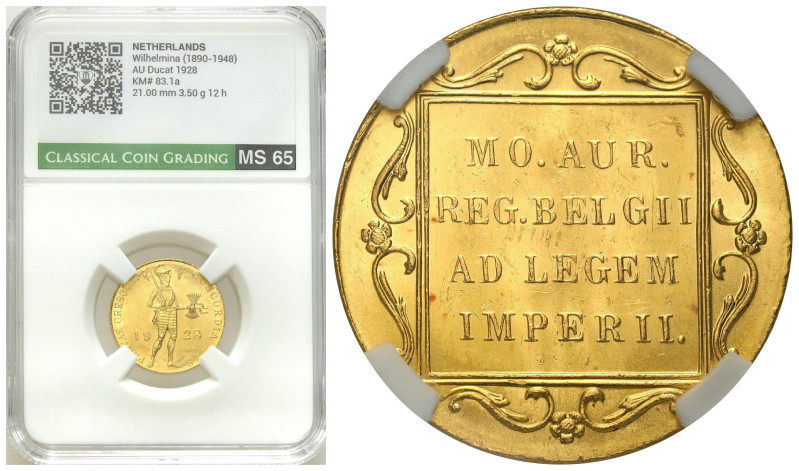 NETHERLANDS
Wilhelmina (1890-1948)
AU Ducat 1928
KM# 83.1a
21.00 mm 3.50 g 12 h
CLASSICAL COIN GRADING MS 65
19 28
MO. AUR.
REG. BELGII
AD LEGEM
IMPERII.